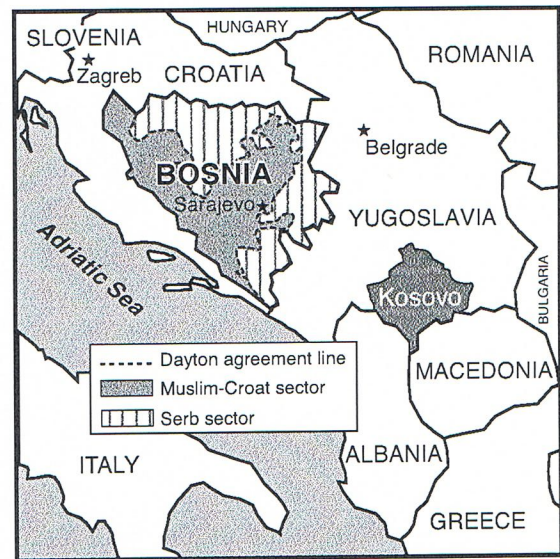 SLOVENIA
HUNGARY
ROMANIA
Zagreb
CROATIA
Belgrade
BOSNIA
Sarajevo
YUGOSLAVIA
Adriatic Sea
BULGARIA
Kosovo
Dayton agreement line
Muslim-Croat sector
Serb sector
MACEDONIA
ITALY
ALBANIA
GREECE